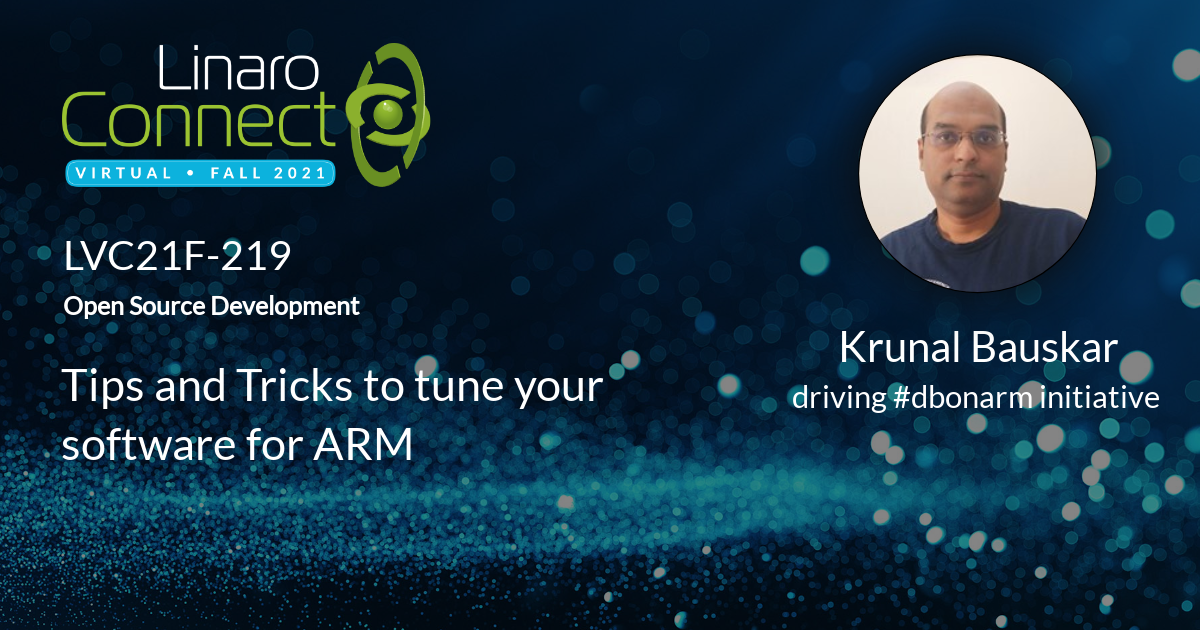 Linaro
Connect
VIRTUAL • FALL 2021
LVC21F-219
Open Source Development
Tips and Tricks to tune your
software for ARM
Krunal Bauskar
driving #dbonarm initiative